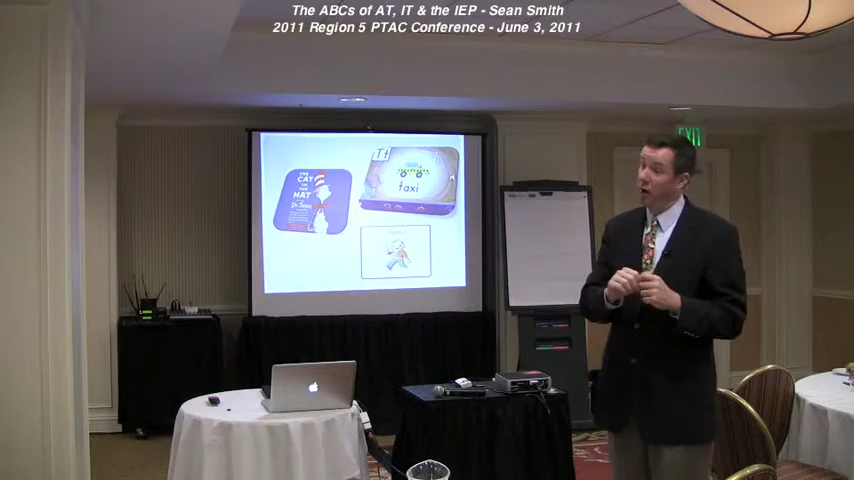 The ABCs of AT, IT & the IEP - Sean Smith
2011 Region 5 PTAC Conference - June 3, 2011
THE
CAT
IN THE
HAT
Dr. Seuss
Tt
taxi